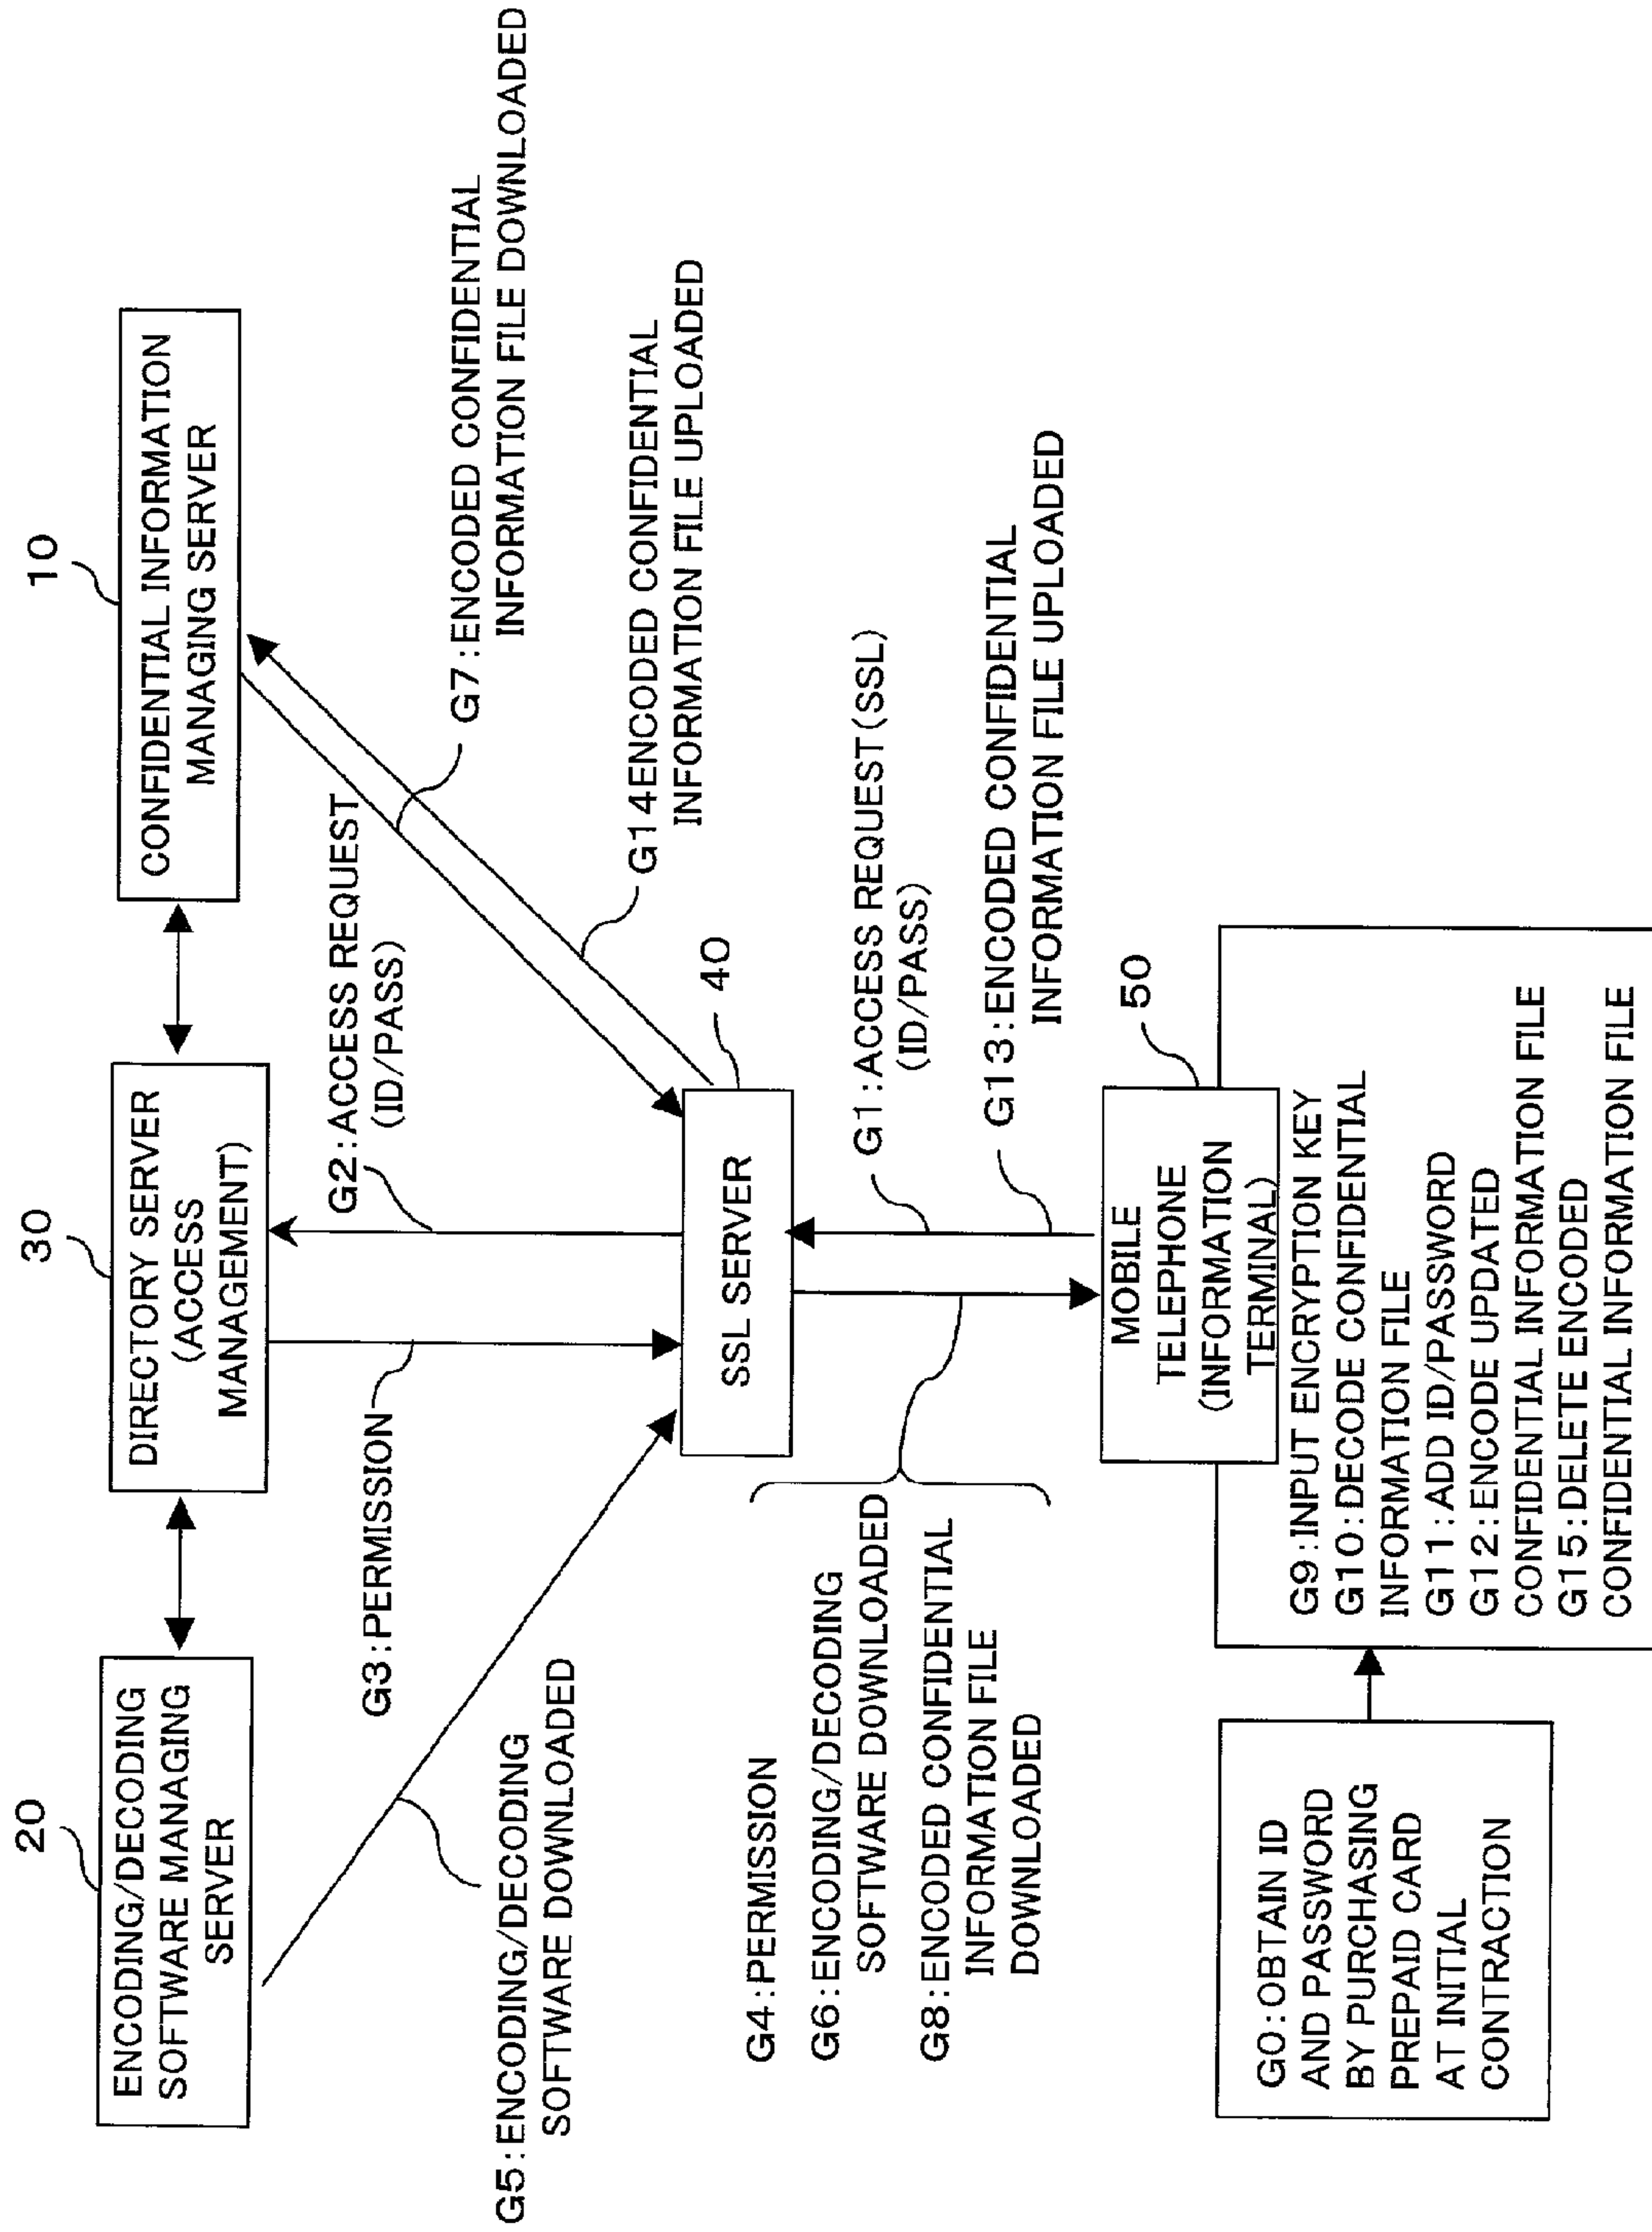 20
ENCODING/DECODING
SOFTWARE MANAGING
SERVER
30
DIRECTORY SERVER
(ACCESS
MANAGEMENT)
10
CONFIDENTIAL INFORMATION
MANAGING SERVER
G5:ENCODING/DECODING
SOFTWARE DOWNLOADED
G3:PERMISSION
G2:ACCESS REQUEST
(ID/PASS)
G7:ENCODED CONFIDENTIAL
INFORMATION FILE DOWNLOADED
G14ENCODED CONFIDENTIAL
INFORMATION FILE UPLOADED
40
SSL SERVER
G4:PERMISSION
G6:ENCODING/DECODING
SOFTWARE DOWNLOADED
G8:ENCODED CONFIDENTIAL
INFORMATION FILE
DOWNLOADED
G1:ACCESS REQUEST(SSL)
(ID/PASS)
G13:ENCODED CONFIDENTIAL
INFORMATION FILE UPLOADED
50
MOBILE
TELEPHONE
(INFORMATION
TERMINAL)
G0:OBTAIN ID
AND PASSWORD
BY PURCHASING
PREPAID CARD
AT INITIAL
CONTRACTION
G9:INPUT ENCRYPTION KEY
G10:DECODE CONFIDENTIAL
INFORMATION FILE
G11:ADD ID/PASSWORD
G12:ENCODE UPDATED
CONFIDENTIAL INFORMATION FILE
G15:DELETE ENCODED
CONFIDENTIAL INFORMATION FILE